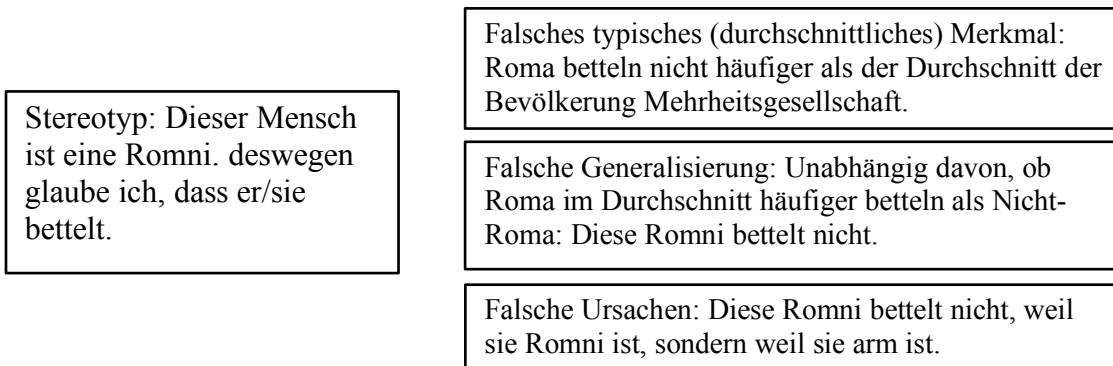 Stereotyp: Dieser Mensch
ist eine Romni. deswegen
glaube ich, dass er/sie
bettelt.
Falsches typisches (durchschnittliches) Merkmal:
Roma betteln nicht häufiger als der Durchschnitt der
Bevölkerung Mehrheitsgesellschaft.
Falsche Generalisierung: Unabhängig davon, ob
Roma im Durchschnitt häufiger betteln als Nicht-
Roma: Diese Romni bettelt nicht.
Falsche Ursachen: Diese Romni bettelt nicht, weil
sie Romni ist, sondern weil sie arm ist.